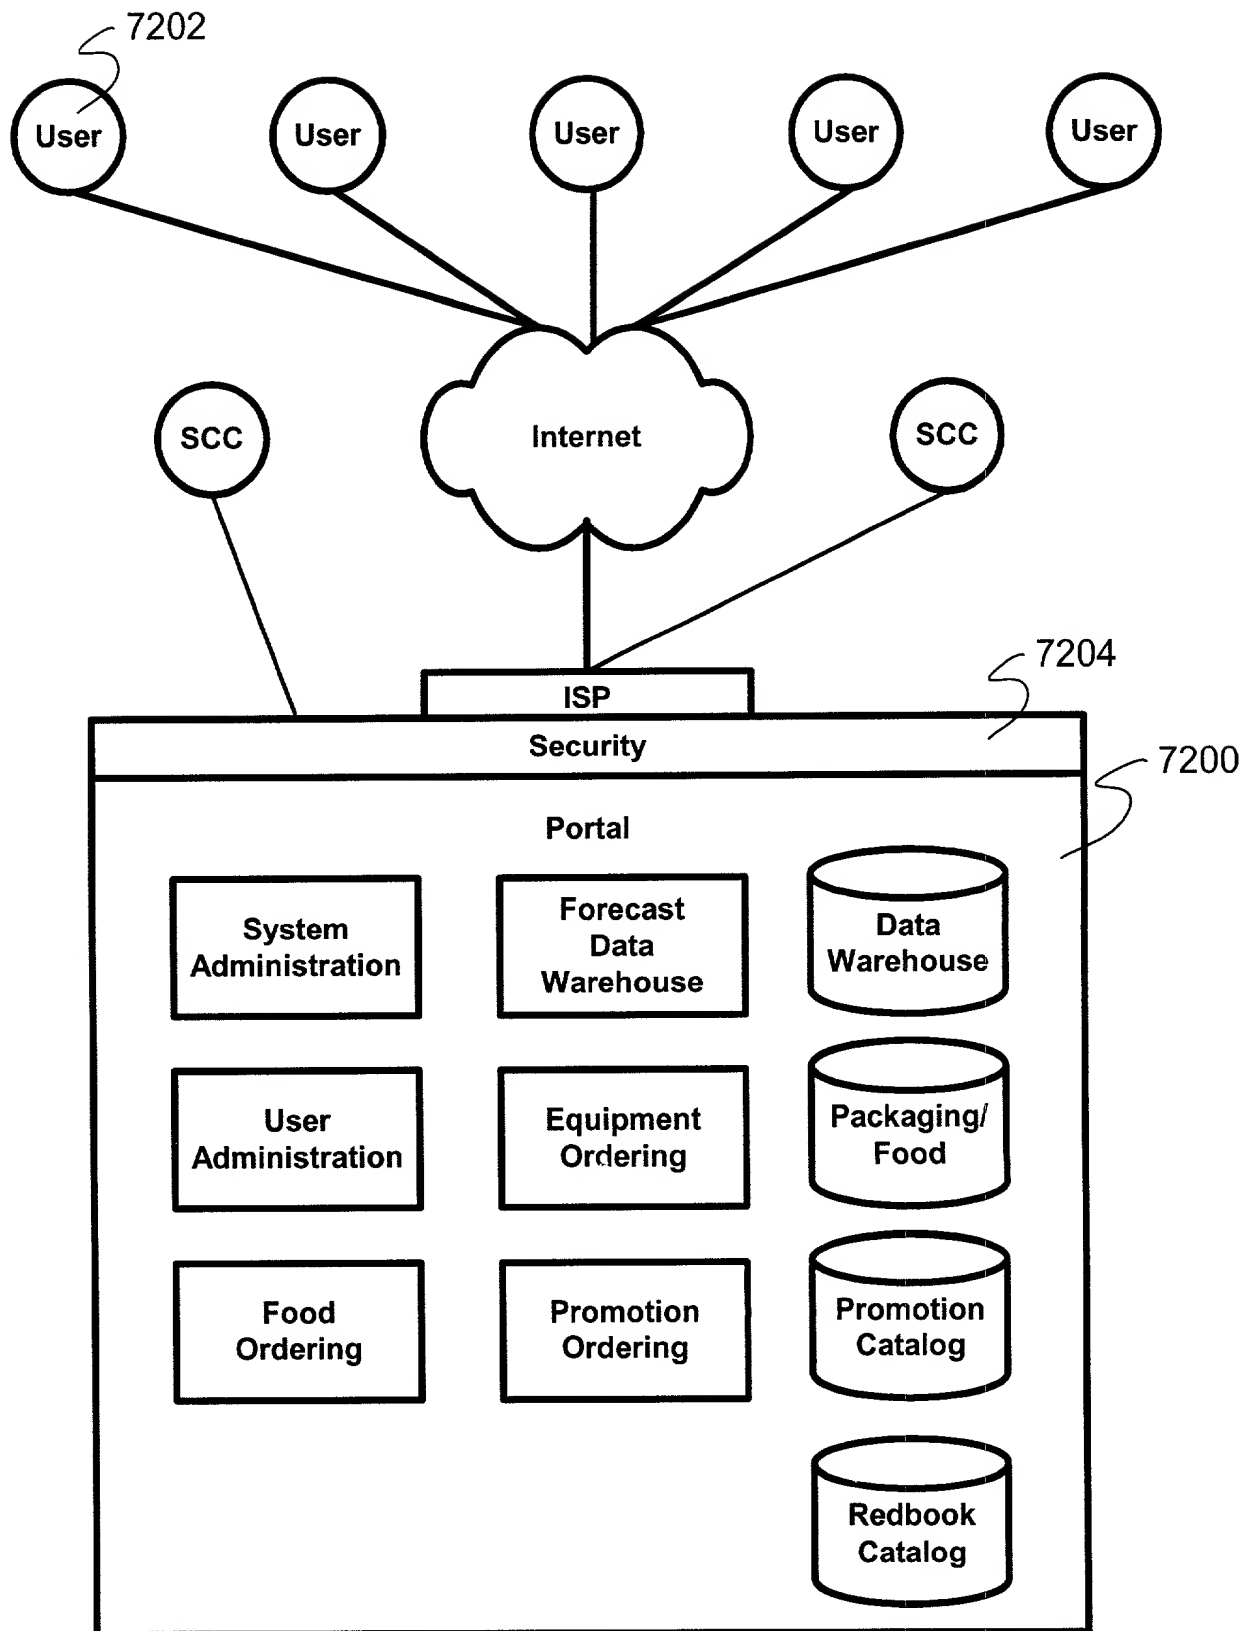 7202
User
User
User
User
User
SCC
Internet
SCC
7204
ISP
Security
7200
Portal
System
Administration
Forecast
Data
Warehouse
Data
Warehouse
User
Administration
Equipment
Ordering
Packaging/
Food
Food
Ordering
Promotion
Ordering
Promotion
Catalog
Redbook
Catalog